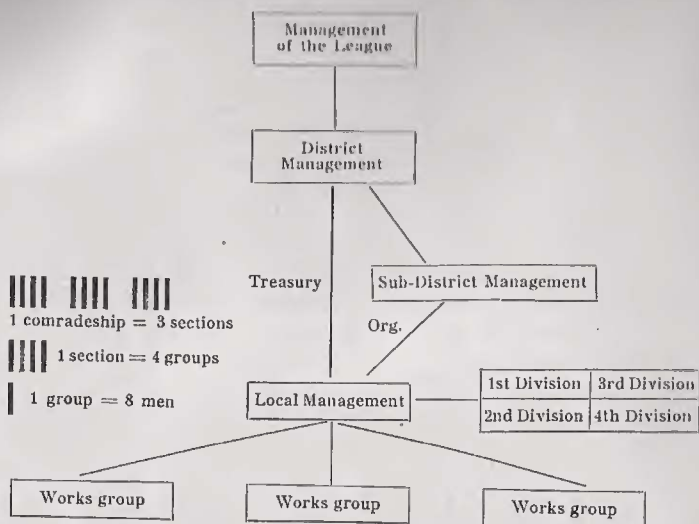 Management
of the League
District
Management
Treasury
Sub-District Management
Org.
1 comradeship = 3 sections
1 section = 4 groups
1 group = 8 men
Local Management
1st Division 3rd Division
2nd Division 4th Division
Works group Works group Works group